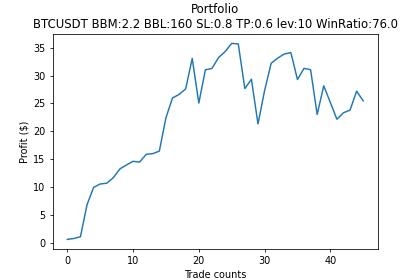 Portfolio
BTCUSDT BBM:2.2 BBL:160 SL:0.8 TP:0.6 lev:10 WinRatio:76.0
35
30
25
20
15
10
5
0
Profit ($)
0 10 20 30 40
Trade counts